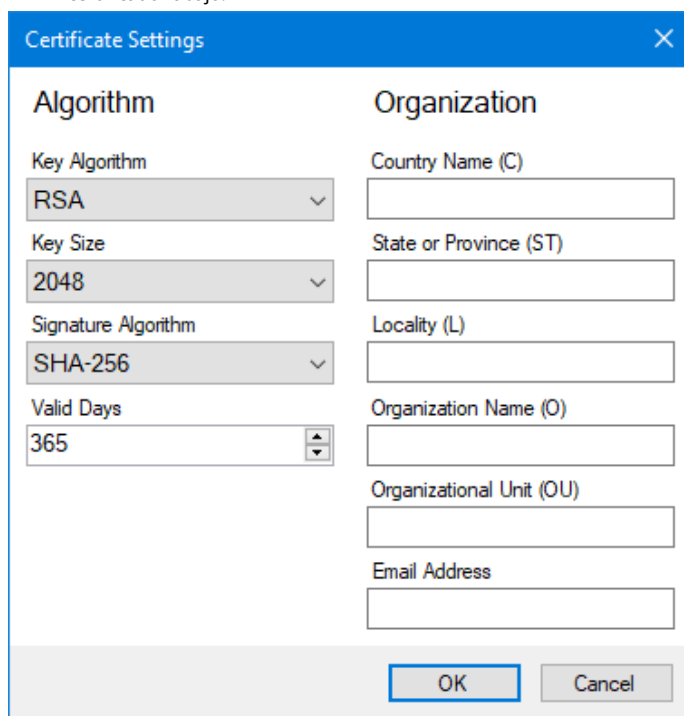 Certificate Settings
Algorithm
Key Algorithm
RSA
Key Size
2048
Signature Algorithm
SHA-256
Valid Days
365
Organization
Country Name (C)
State or Province (ST)
Locality (L)
Organization Name (O)
Organizational Unit (OU)
Email Address
OK
Cancel